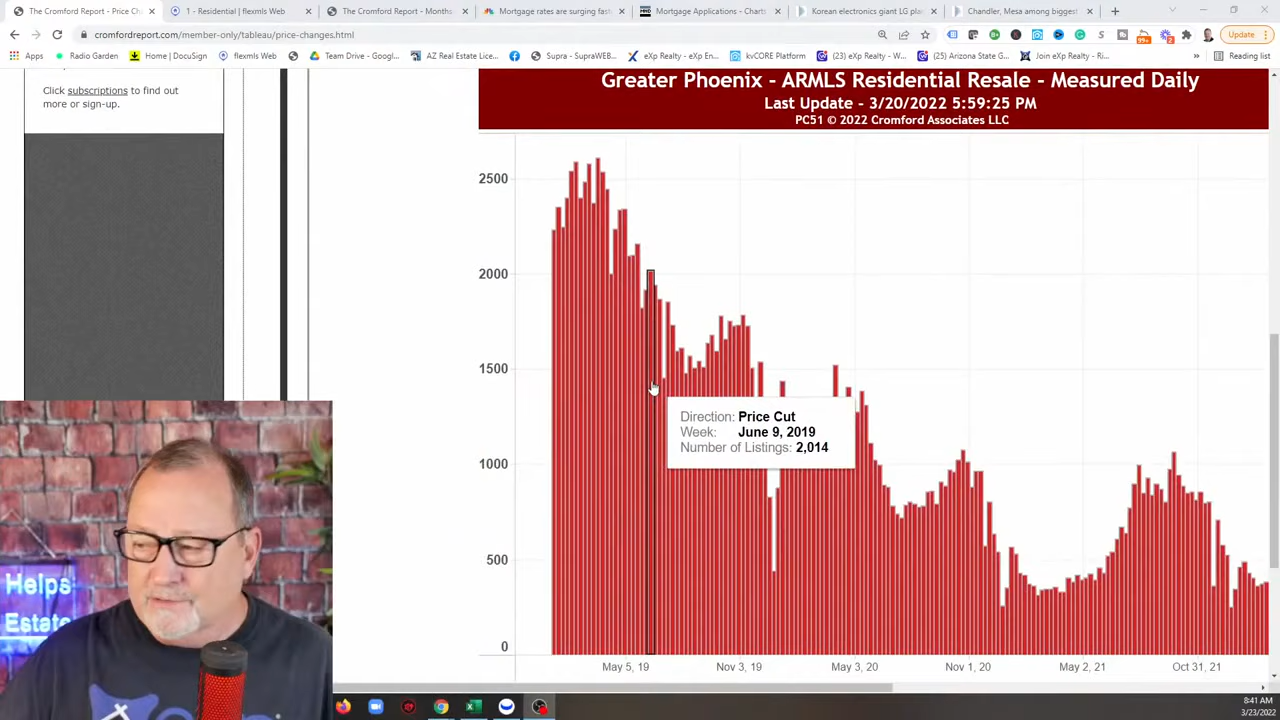 The Cromford Report - Price Ch
1 - Residential | flexmls Web
The Cromford Report - Months
Mortgage rates are surging fast
Mortgage Applications - Charts
Korean electronics giant LG plan
Chandler, Mesa among biggest
cromfordreport.com/member-only/tableau/price-changes.html
Update
Apps
Radio Garden
Home | DocuSign
flexmls Web
Team Drive - Googl...
AZ Real Estate Lice...
Supra - SupraWEB...
eXp Realty - eXp En...
kvCORE Platform
(23) eXp Realty - W...
(25) Arizona State G...
Join eXp Realty - Ri...
»
Reading list
Click subscriptions to find out
more or sign-up.
Greater Phoenix - ARMLS Residential Resale - Measured Daily
Last Update - 3/20/2022 5:59:25 PM
PC51 © 2022 Cromford Associates LLC
2500
2000
1500
1000
500
0
Direction: Price Cut
Week: June 9, 2019
Number of Listings: 2,014
May 5, 19
Nov 3, 19
May 3, 20
Nov 1, 20
May 2, 21
Oct 31, 21
Helps
Estate
8:41 AM
3/23/2022